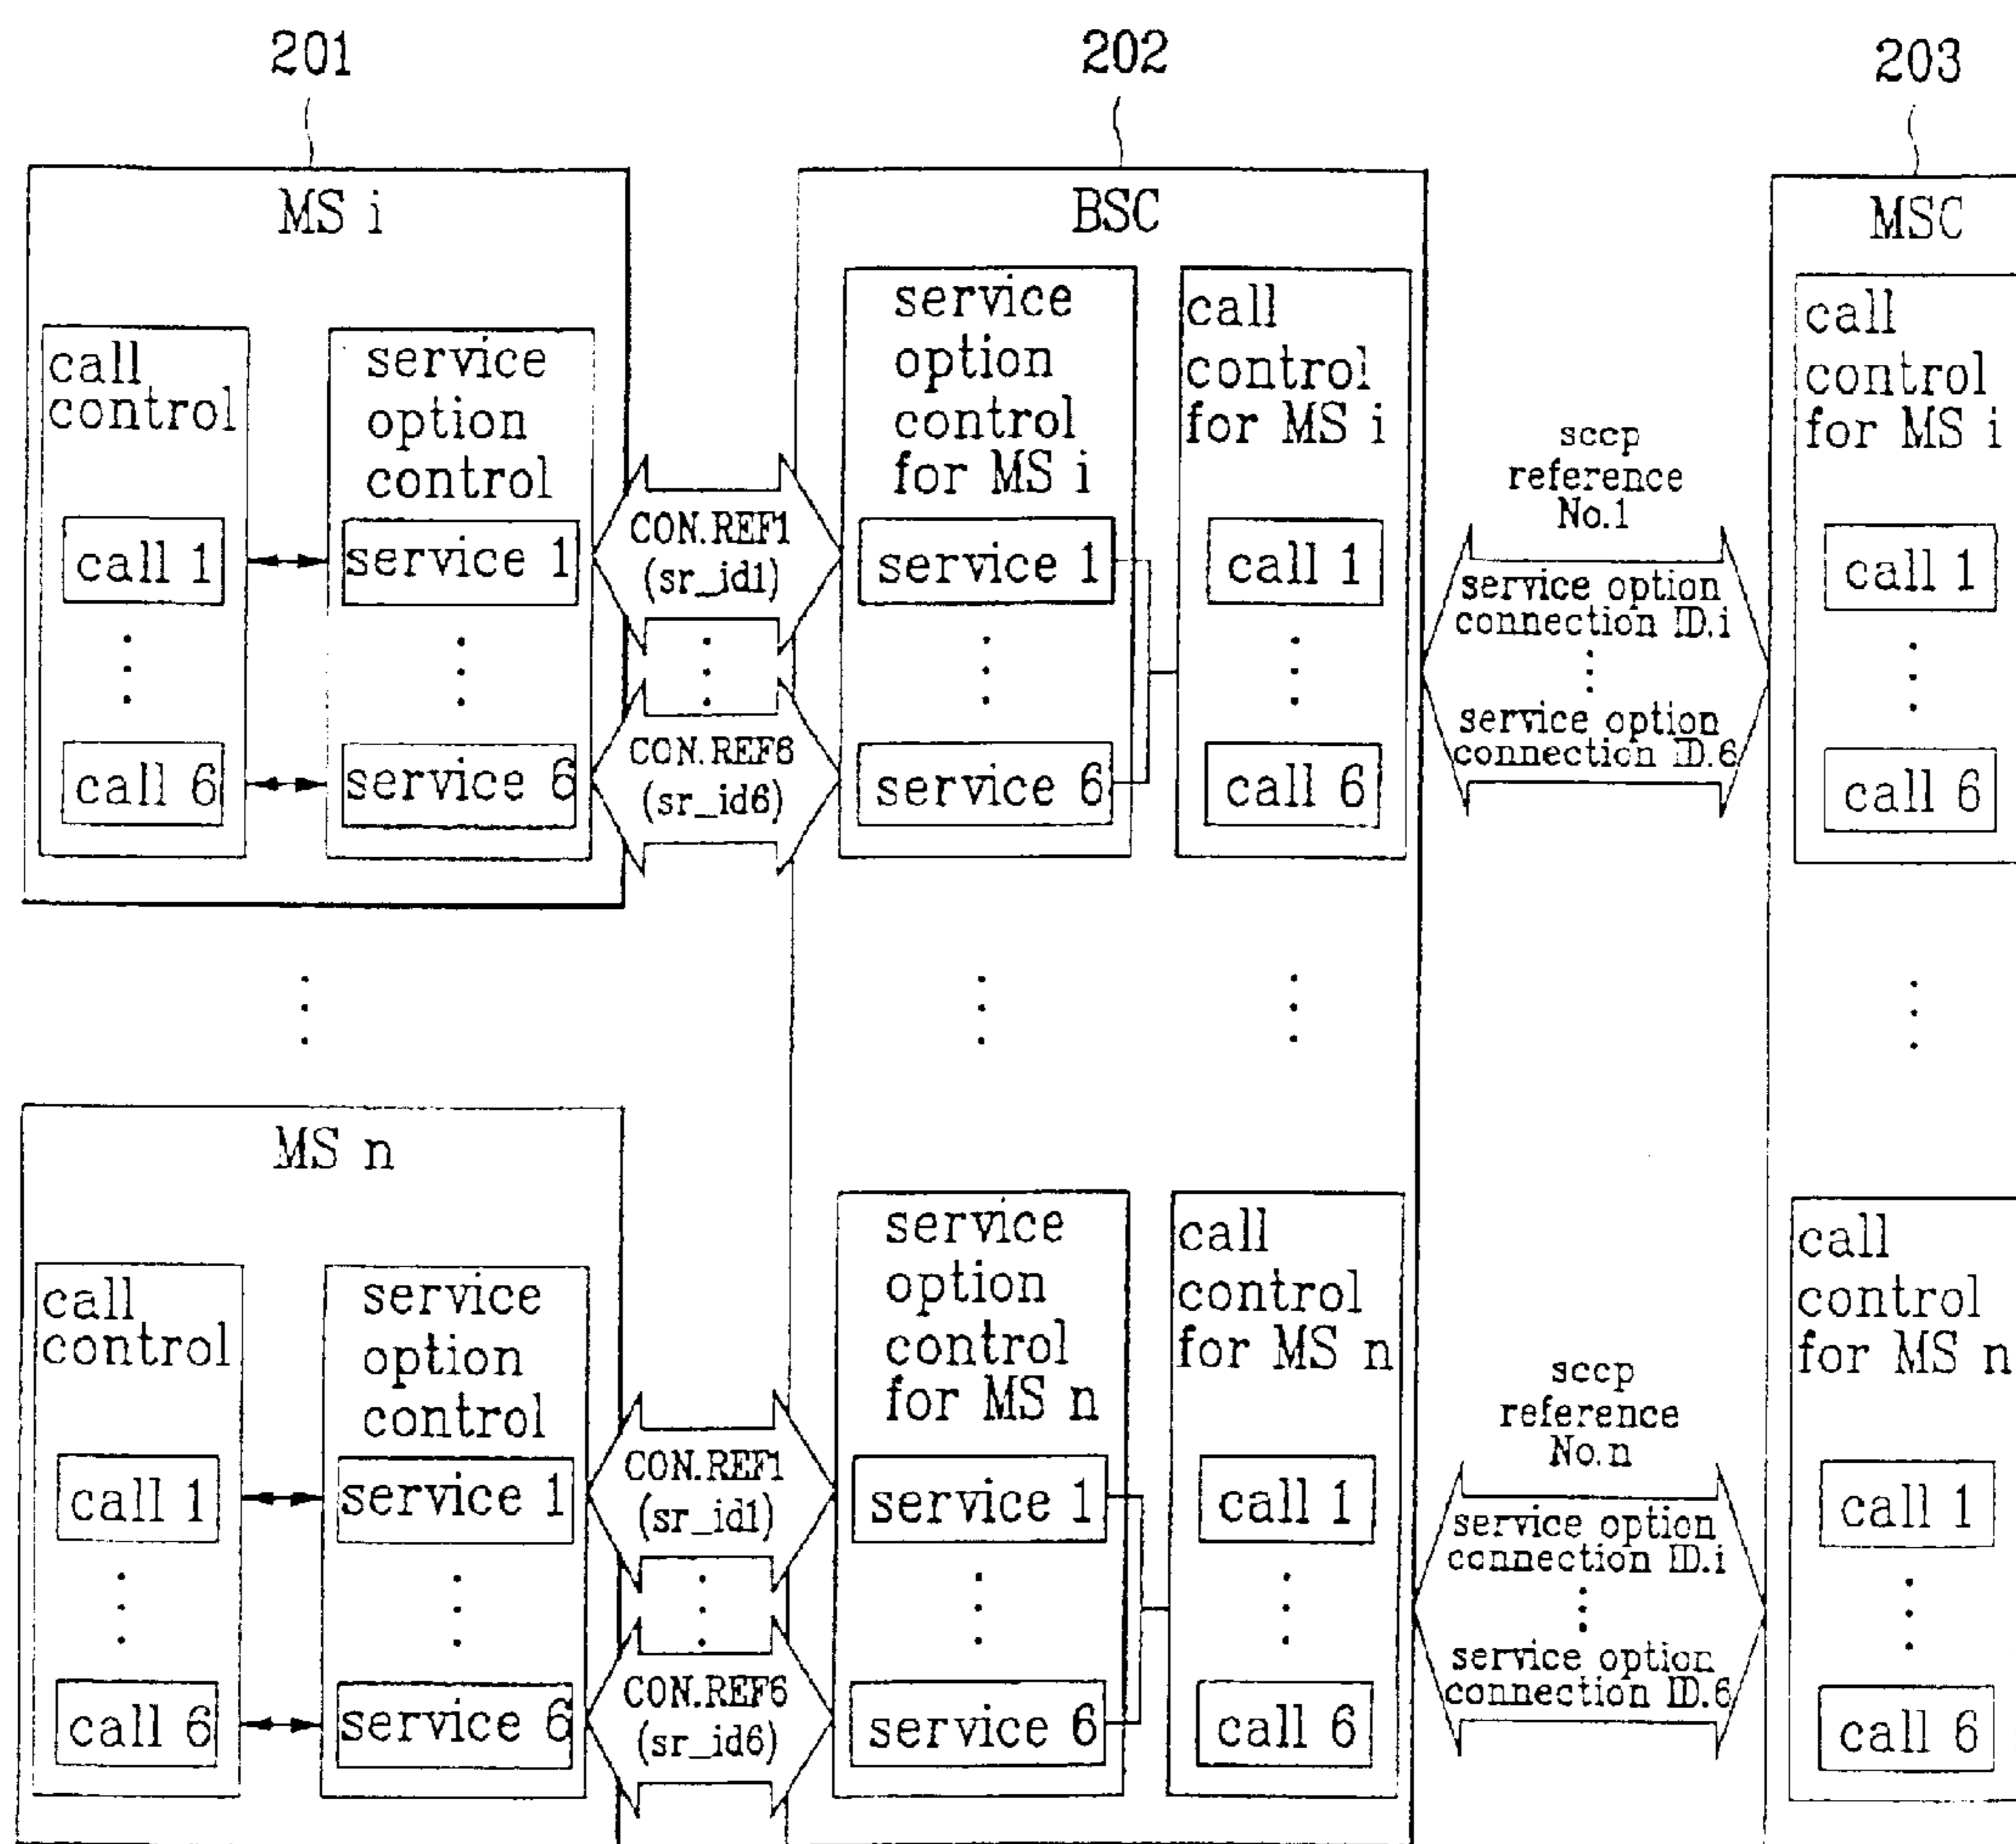 201
202
203
MS i
call
control
call 1
call 6
service
option
control
service 1
service 6
CON.REF1
(sr_id1)
CON.REF6
(sr_id6)
BSC
service
option
control
for MS i
service 1
service 6
call
control
for MS i
call 1
call 6
sccp
reference
No.1
service option
connection ID.i
service option
connection ID.6
MSC
call
control
for MS i
call 1
call 6
MS n
call
control
call 1
call 6
service
option
control
service 1
service 6
CON.REF1
(sr_id1)
CON.REF6
(sr_id6)
service
option
control
for MS n
service 1
service 6
call
control
for MS n
call 1
call 6
sccp
reference
No.n
service option
connection ID.i
service option
connection ID.6
call
control
for MS n
call 1
call 6